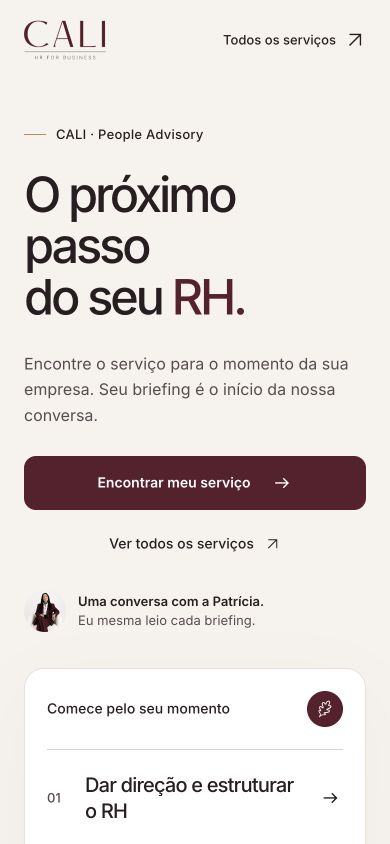 CALI
HR FOR BUSINESS
Todos os serviços
CALI · People Advisory
O próximo
passo
do seu RH.
Encontre o serviço para o momento da sua
empresa. Seu briefing é o início da nossa
conversa.
Encontrar meu serviço
Ver todos os serviços
Uma conversa com a Patrícia.
Eu mesma leio cada briefing.
Comece pelo seu momento
01
Dar direção e estruturar
o RH